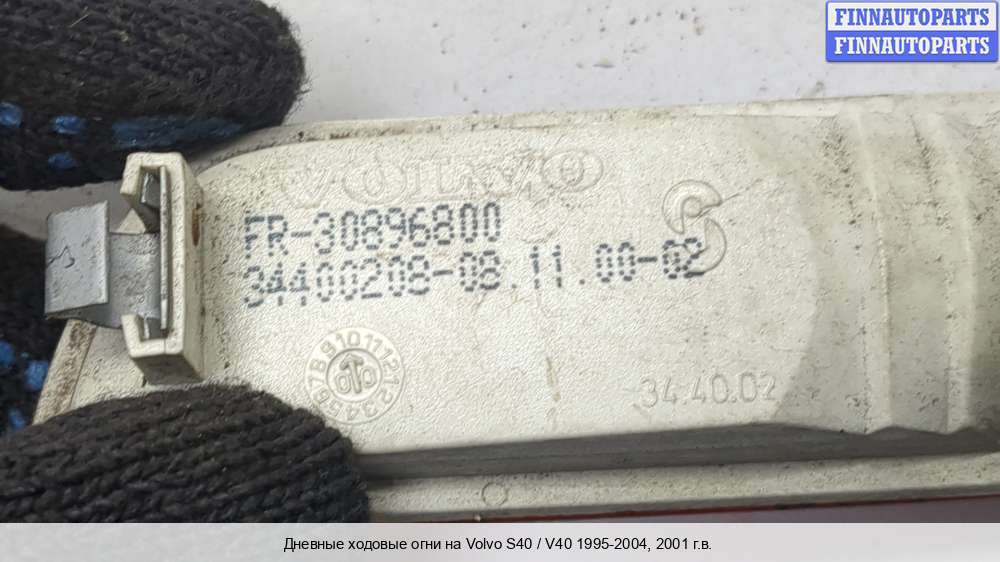 FINNAUTOPARTS
FINNAUTOPARTS
VOLVO
FR-30896800
34400208-08.11.00-02
34.40.02
Дневные ходовые огни на Volvo S40 / V40 1995-2004, 2001 г.в.